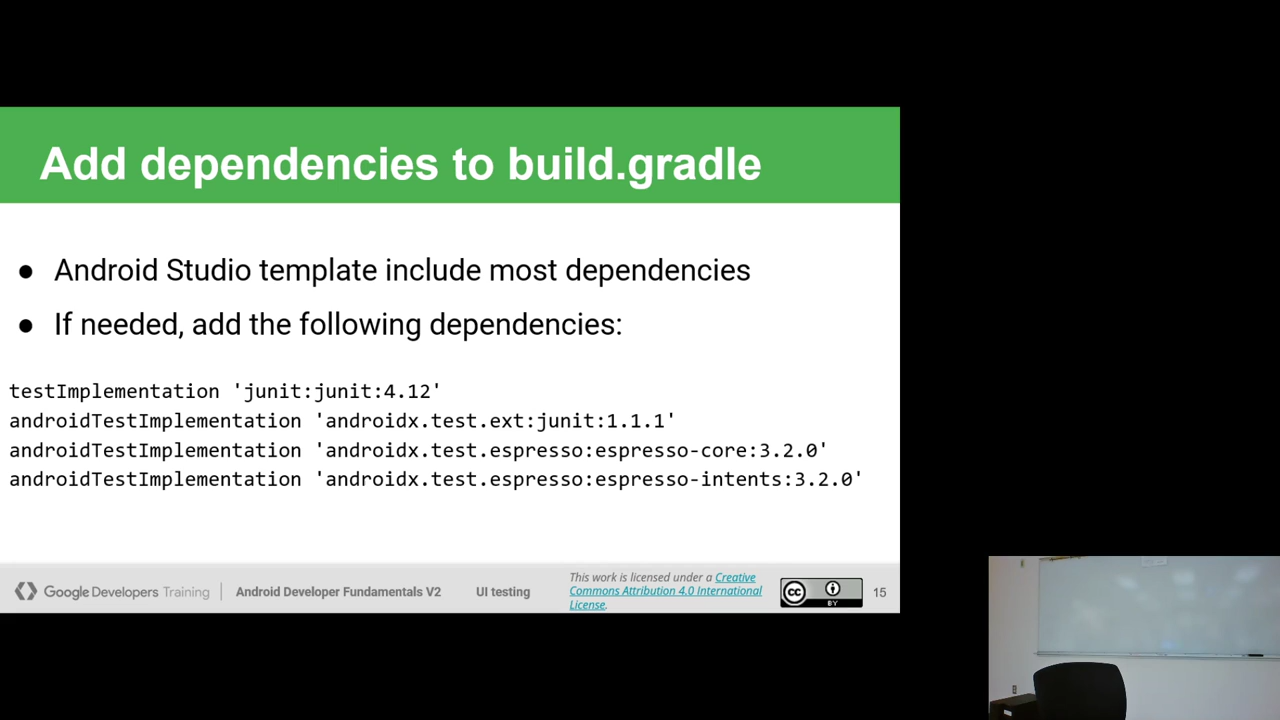 Add dependencies to build.gradle
● Android Studio template include most dependencies
● If needed, add the following dependencies:
testImplementation 'junit:junit:4.12'
androidTestImplementation 'androidx.test.ext:junit:1.1.1'
androidTestImplementation 'androidx.test.espresso:espresso-core:3.2.0'
androidTestImplementation 'androidx.test.espresso:espresso-intents:3.2.0'
Google Developers Training
Android Developer Fundamentals V2
UI testing
This work is licensed under a Creative
Commons Attribution 4.0 International
License.
cc
BY
15